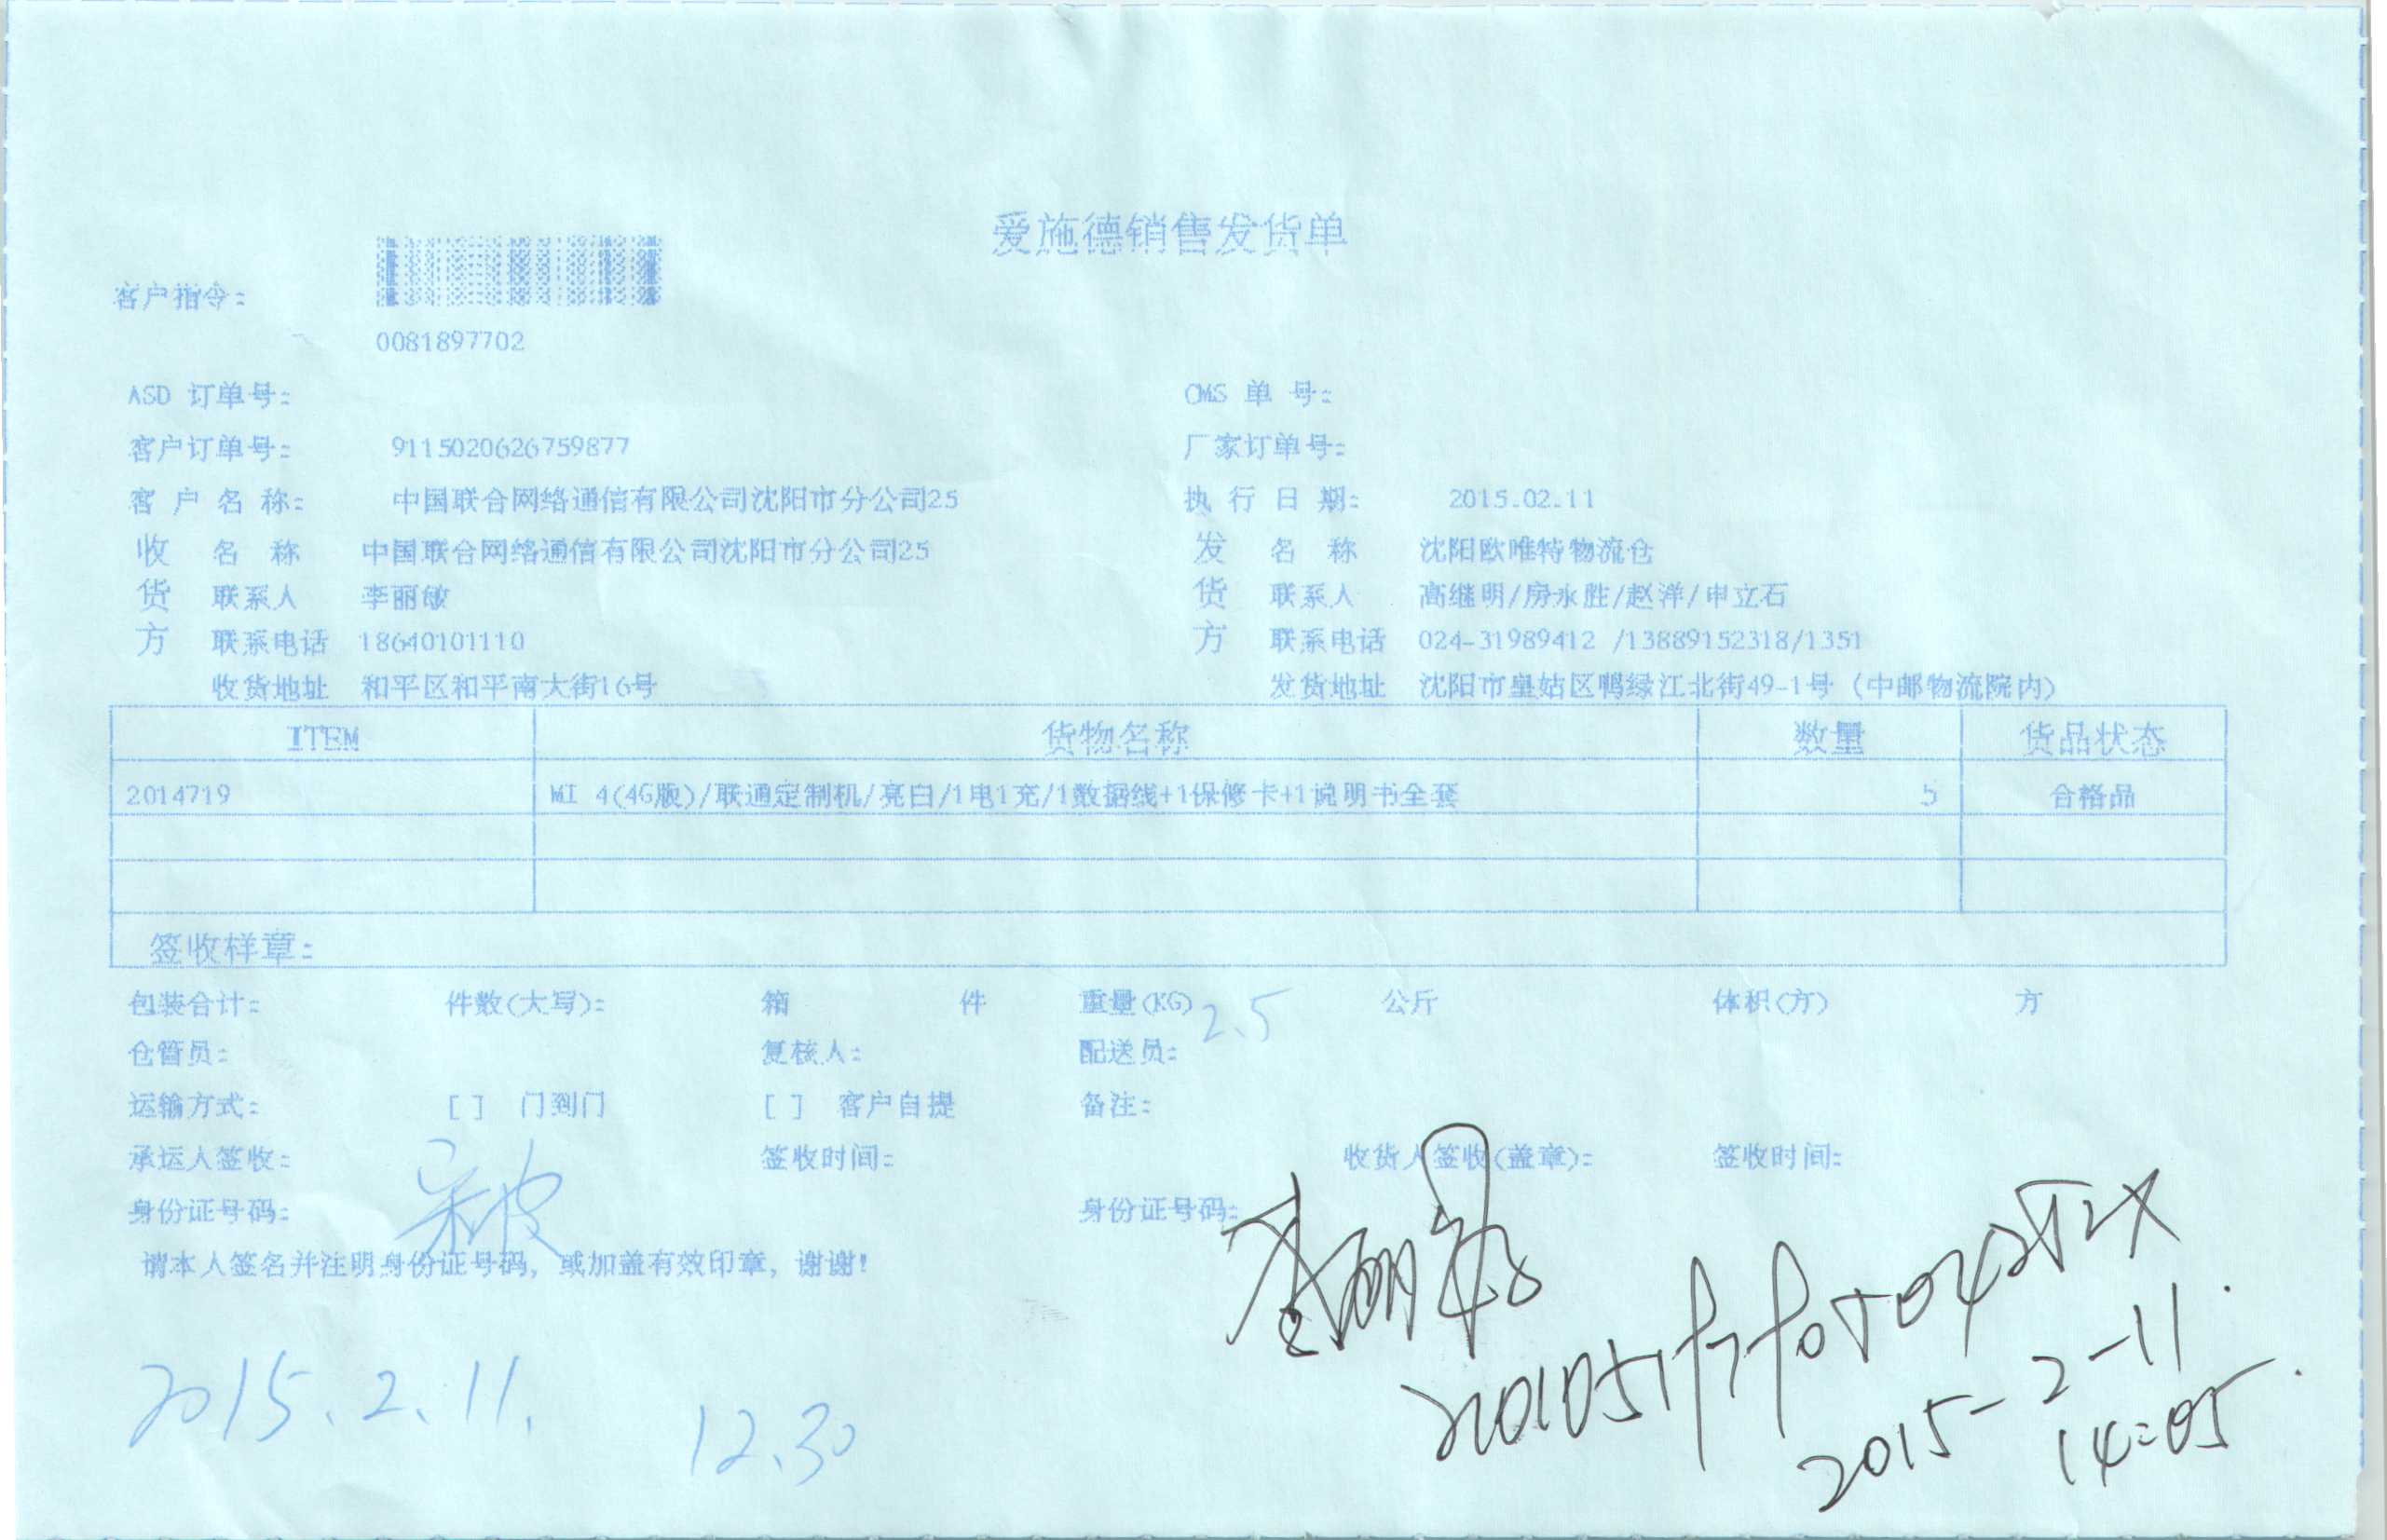 爱施德销售发货单
客户指令：
0081897702
ASD 订单号： OMS 单 号：
客户订单号： 9115020626759877 厂家订单号：
客 户 名 称： 中国联合网络通信有限公司沈阳市分公司25 执 行 日 期： 2015.02.11
收 名 称 中国联合网络通信有限公司沈阳市分公司25 发 名 称 沈阳欧唯特物流仓
货 联系人 李丽敏 货 联系人 高继明/房永胜/赵洋/申立石
方 联系电话 18640101110 方 联系电话 024-31989412 /13889152318/1351
收货地址 和平区和平南大街16号 发货地址 沈阳市皇姑区鸭绿江北街49-1号（中邮物流院内）
ITEM 货物名称 数量 货品状态
2014719 MI 4(4G版)/联通定制机/亮白/1电1充/1数据线+1保修卡+1说明书全套 5 合格品
签收样章：
包装合计： 件数(大写)： 箱 件 重量(KG) 2.5 公斤 体积(方) 方
仓管员： 复核人： 配送员：
运输方式： [ ] 门到门 [ ] 客户自提 备注：
承运人签收： 签收时间： 收货人签收(盖章)： 签收时间：
身份证号码： 身份证号码：
请本人签名并注明身份证号码，或加盖有效印章，谢谢！
2015.2.11. 12.30
2015-2-11
14:05